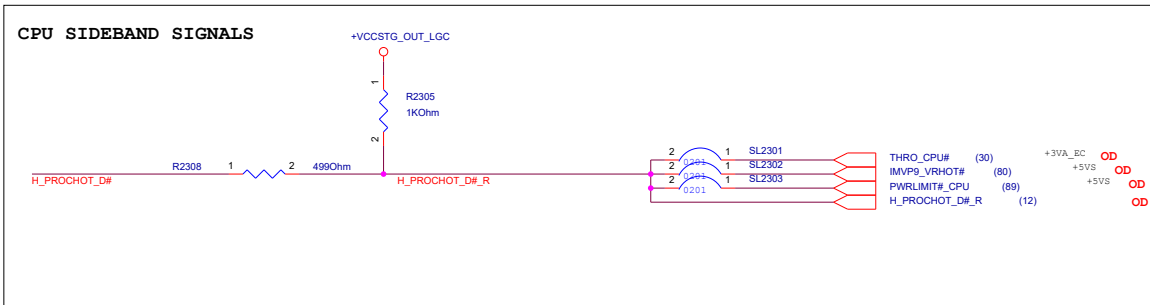 CPU SIDEBAND SIGNALS
+VCCSTG_OUT_LGC
1
R2305
1KOhm
2
R2308 1 2 499Ohm
H_PROCHOT_D#
H_PROCHOT_D#_R
2 0201 1 SL2301 THRO_CPU# (30) +3VA_EC OD
2 0201 1 SL2302 IMVP9_VRHOT# (80) +5VS OD
2 0201 1 SL2303 PWRLIMIT#_CPU (89) +5VS OD
H_PROCHOT_D#_R (12) OD